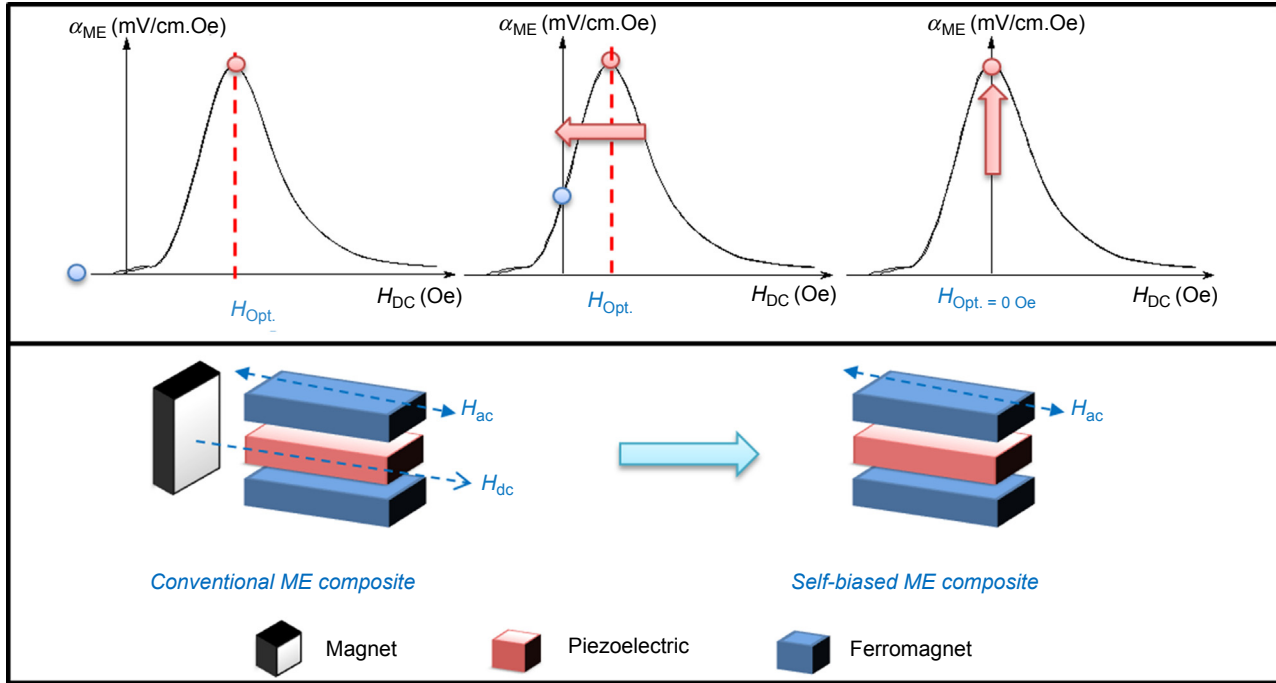 αME (mV/cm.Oe)
αME (mV/cm.Oe)
αME (mV/cm.Oe)
HDC (Oe)
HOpt.
HDC (Oe)
HOpt.
HDC (Oe)
HOpt. = 0 Oe
Hac
Hdc
Hac
Conventional ME composite
Self-biased ME composite
Magnet
Piezoelectric
Ferromagnet